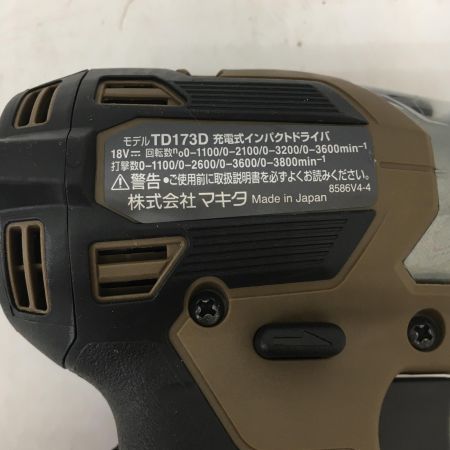 モデル TD173D 充電式インパクトドライバ
18V⎓ 回転数n₀0-1100/0-2100/0-3200/0-3600min⁻¹
打撃数0-1100/0-2600/0-3600/0-3800min⁻¹
⚠警告 •ご使用前に取扱説明書を必ずよくお読みください。
8586V4-4
株式会社 マキタ Made in Japan